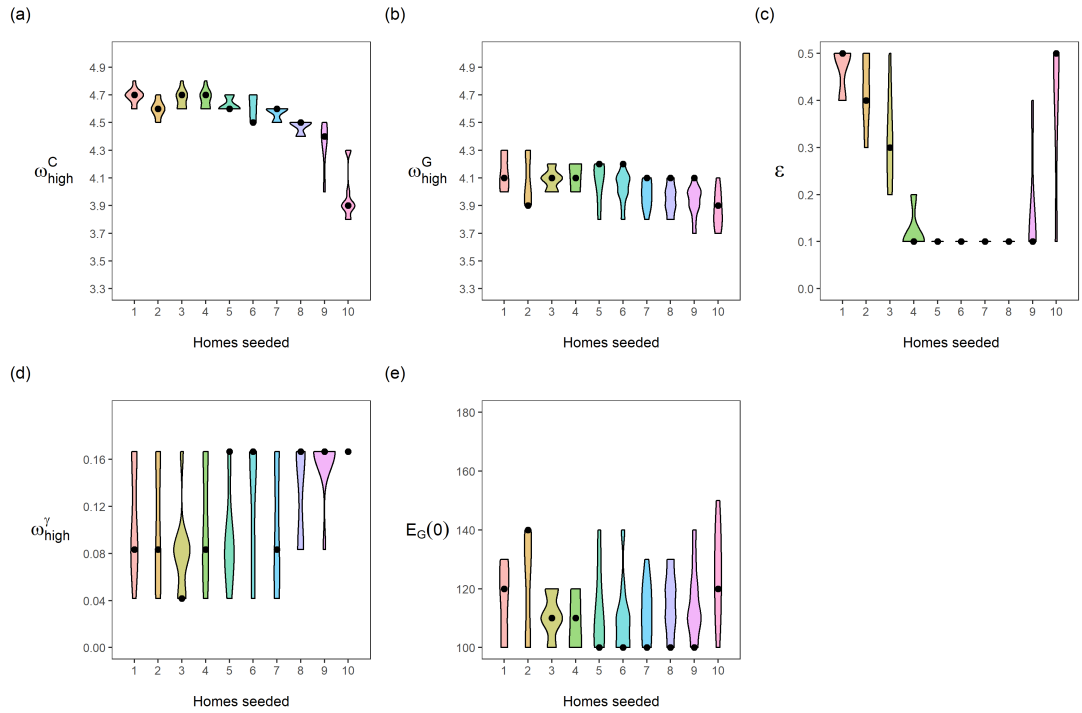 (a)
ω^C_high
4.9
4.7
4.5
4.3
4.1
3.9
3.7
3.5
3.3
1 2 3 4 5 6 7 8 9 10
Homes seeded
(b)
ω^G_high
4.9
4.7
4.5
4.3
4.1
3.9
3.7
3.5
3.3
1 2 3 4 5 6 7 8 9 10
Homes seeded
(c)
ε
0.5
0.4
0.3
0.2
0.1
0.0
1 2 3 4 5 6 7 8 9 10
Homes seeded
(d)
ω^γ_high
0.16
0.12
0.08
0.04
0.00
1 2 3 4 5 6 7 8 9 10
Homes seeded
(e)
E_G(0)
180
160
140
120
100
1 2 3 4 5 6 7 8 9 10
Homes seeded